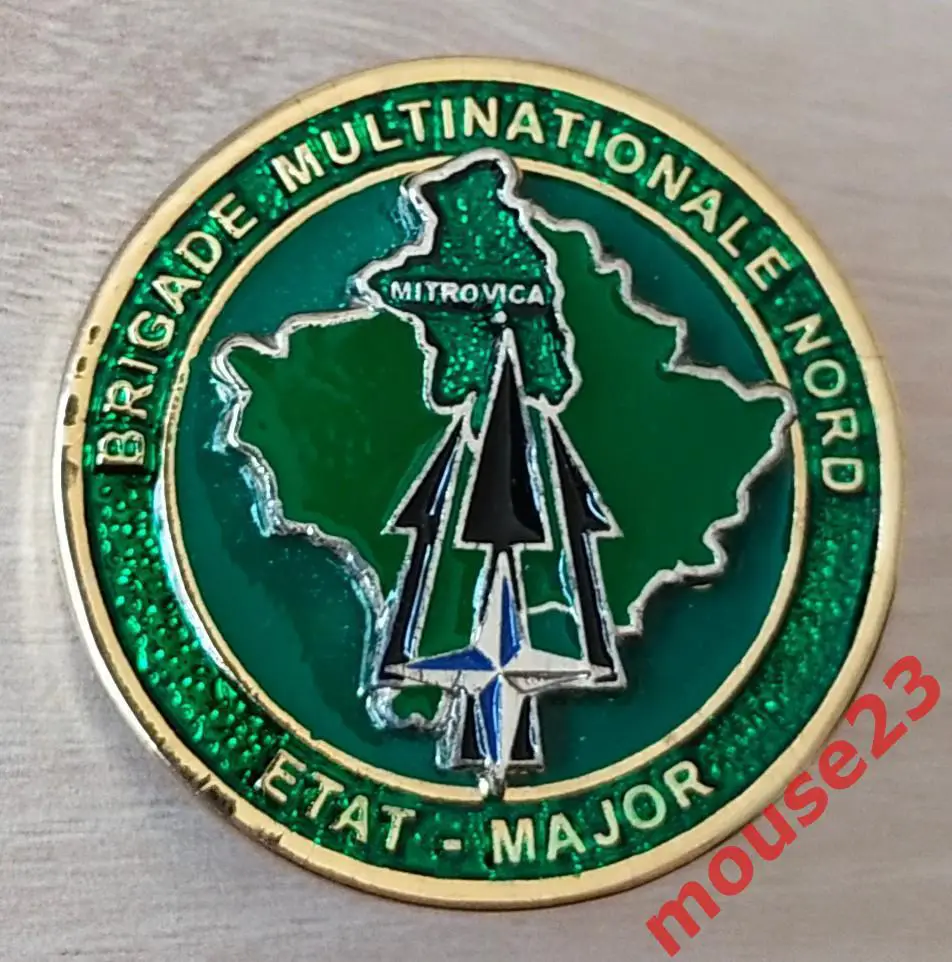 BRIGADE MULTINATIONALE NORD
MITROVICA
ETAT - MAJOR
mouse23